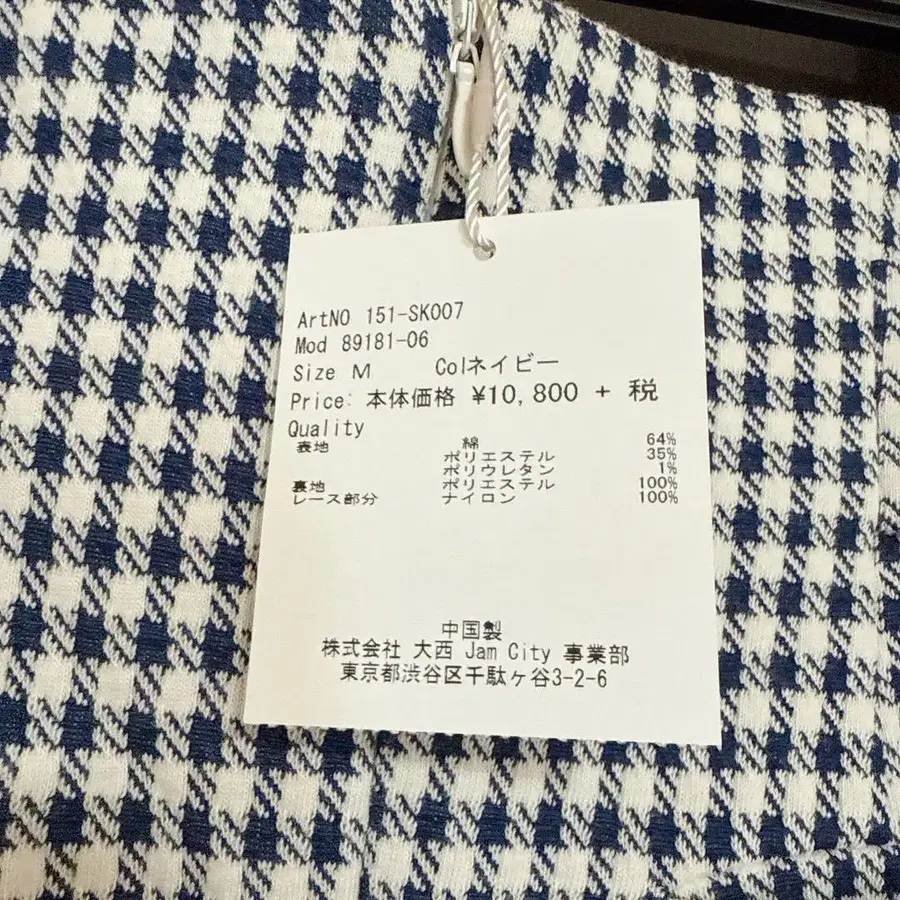 ArtNO 151-SK007
Mod 89181-06
Size M Colネイビー
Price: 本体価格 ¥10,800 + 税
Quality
表地 綿 64%
ポリエステル 35%
ポリウレタン 1%
裏地 ポリエステル 100%
レース部分 ナイロン 100%
中国製
株式会社 大西 Jam City 事業部
東京都渋谷区千駄ヶ谷3-2-6